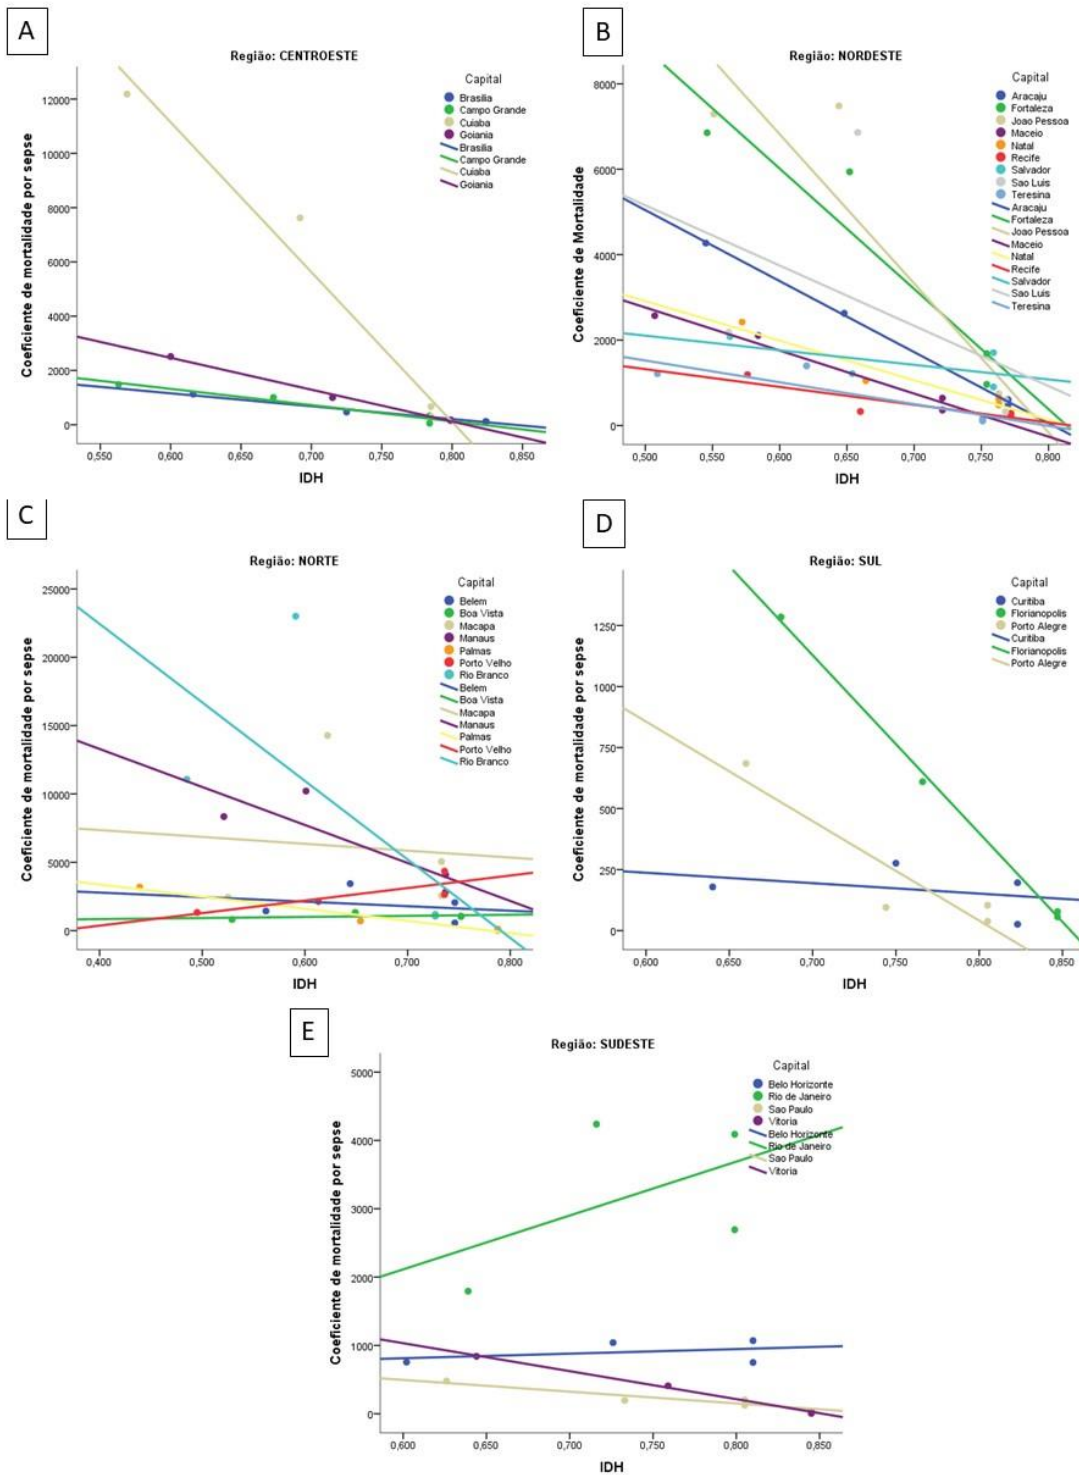 A
Região: CENTROESTE
Coeficiente de mortalidade por sepse
12000
10000
8000
6000
4000
2000
0
0,550 0,600 0,650 0,700 0,750 0,800 0,850
IDH
Capital
Brasilia
Campo Grande
Cuiaba
Goiania
Brasilia
Campo Grande
Cuiaba
Goiania
B
Região: NORDESTE
Coeficiente de Mortalidade
8000
6000
4000
2000
0
0,500 0,550 0,600 0,650 0,700 0,750 0,800
IDH
Capital
Aracaju
Fortaleza
Joao Pessoa
Maceio
Natal
Recife
Salvador
Sao Luis
Teresina
Aracaju
Fortaleza
Joao Pessoa
Maceio
Natal
Recife
Salvador
Sao Luis
Teresina
C
Região: NORTE
Coeficiente de mortalidade por sepse
25000
20000
15000
10000
5000
0
0,400 0,500 0,600 0,700 0,800
IDH
Capital
Belem
Boa Vista
Macapa
Manaus
Palmas
Porto Velho
Rio Branco
Belem
Boa Vista
Macapa
Manaus
Palmas
Porto Velho
Rio Branco
D
Região: SUL
Coeficiente de mortalidade por sepse
1250
1000
750
500
250
0
0,600 0,650 0,700 0,750 0,800 0,850
IDH
Capital
Curitiba
Florianopolis
Porto Alegre
Curitiba
Florianopolis
Porto Alegre
E
Região: SUDESTE
Coeficiente de mortalidade por sepse
5000
4000
3000
2000
1000
0
0,600 0,650 0,700 0,750 0,800 0,850
IDH
Capital
Belo Horizonte
Rio de Janeiro
Sao Paulo
Vitoria
Belo Horizonte
Rio de Janeiro
Sao Paulo
Vitoria